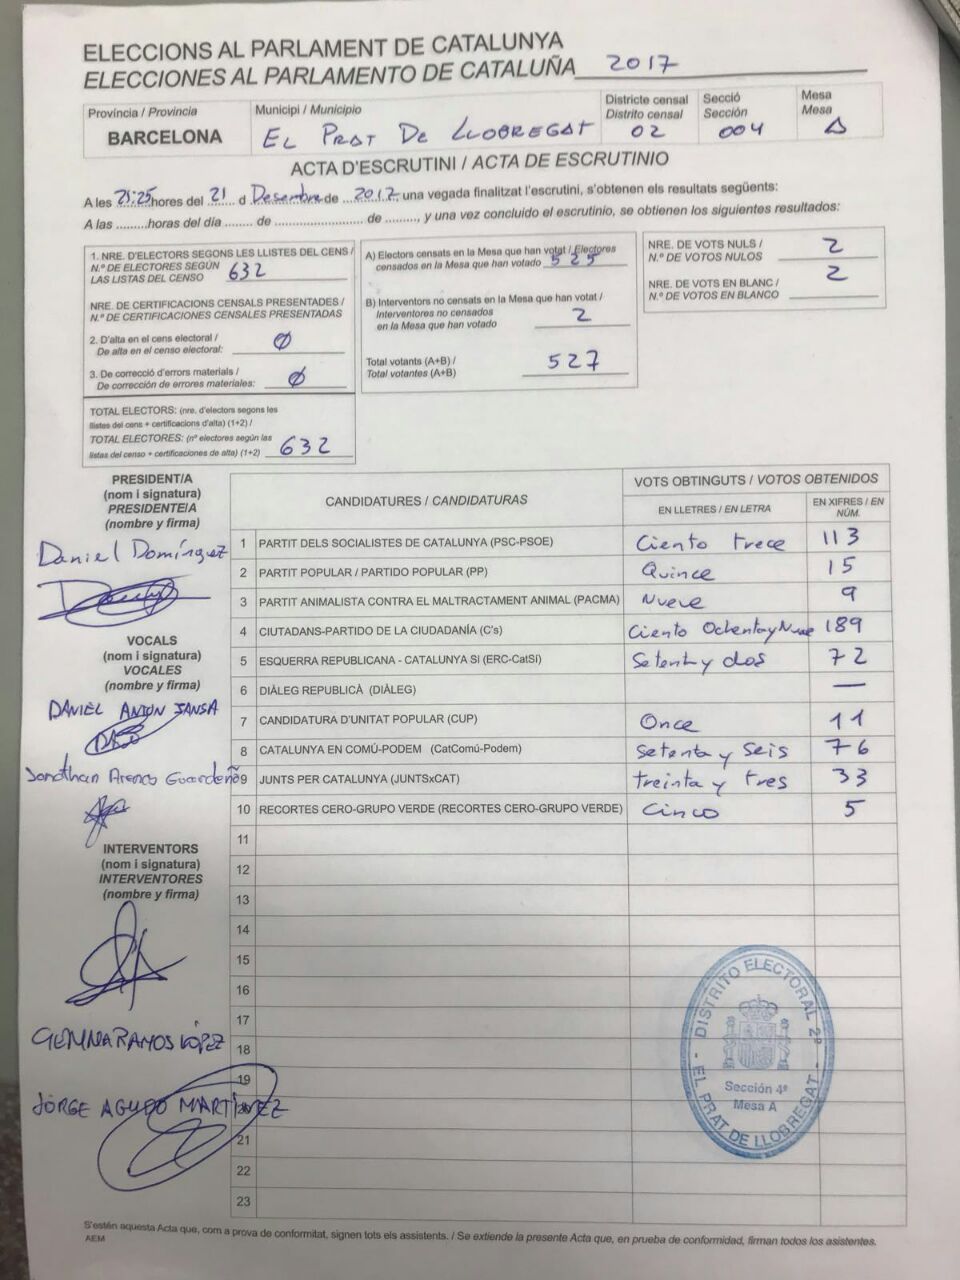 ELECCIONS AL PARLAMENT DE CATALUNYA
ELECCIONES AL PARLAMENTO DE CATALUÑA 2017
Província / Provincia
BARCELONA
Municipi / Municipio
EL PRAT DE LLOBREGAT
Districte censal
Distrito censal
02
Secció
Sección
004
Mesa
Mesa
A
ACTA D'ESCRUTINI / ACTA DE ESCRUTINIO
A les 21:25 hores del 21 d Desembre de 2017, una vegada finalitzat l'escrutini, s'obtenen els resultats següents:
A las .........horas del día ........ de ........................ de ........., y una vez concluido el escrutinio, se obtienen los siguientes resultados:
1. NRE. D'ELECTORS SEGONS LES LLISTES DEL CENS /
N.º DE ELECTORES SEGÚN
LAS LISTAS DEL CENSO 632
NRE. DE CERTIFICACIONS CENSALS PRESENTADES /
N.º DE CERTIFICACIONES CENSALES PRESENTADAS
2. D'alta en el cens electoral /
De alta en el censo electoral: 0
3. De correcció d'errors materials /
De corrección de errores materiales: 0
TOTAL ELECTORS: (nre. d'electors segons les
llistes del cens + certificacions d'alta) (1+2) /
TOTAL ELECTORES: (nº electores según las
listas del censo + certificaciones de alta) (1+2) 632
A) Electors censats en la Mesa que han votat / Electores
censados en la Mesa que han votado 525
B) Interventors no censats en la Mesa que han votat /
Interventores no censados
en la Mesa que han votado 2
Total votants (A+B) /
Total votantes (A+B) 527
NRE. DE VOTS NULS /
N.º DE VOTOS NULOS 2
NRE. DE VOTS EN BLANC /
N.º DE VOTOS EN BLANCO 2
PRESIDENT/A
(nom i signatura)
PRESIDENTE/A
(nombre y firma)
Daniel Domínguez
VOCALS
(nom i signatura)
VOCALES
(nombre y firma)
DANIEL ANTON SANSA
Jonathan Arenas Guardeño
INTERVENTORS
(nom i signatura)
INTERVENTORES
(nombre y firma)
GEMMA RAMOS LÓPEZ
JORGE AGUDO MARTÍNEZ
CANDIDATURES / CANDIDATURAS
VOTS OBTINGUTS / VOTOS OBTENIDOS
EN LLETRES / EN LETRA
EN XIFRES / EN NÚM.
1 PARTIT DELS SOCIALISTES DE CATALUNYA (PSC-PSOE) Ciento trece 113
2 PARTIT POPULAR / PARTIDO POPULAR (PP) Quince 15
3 PARTIT ANIMALISTA CONTRA EL MALTRACTAMENT ANIMAL (PACMA) Nueve 9
4 CIUTADANS-PARTIDO DE LA CIUDADANÍA (C's) Ciento Ochenta y Nueve 189
5 ESQUERRA REPUBLICANA - CATALUNYA SÍ (ERC-CatSí) Setent y dos 72
6 DIÀLEG REPUBLICÀ (DIÀLEG) —
7 CANDIDATURA D'UNITAT POPULAR (CUP) Once 11
8 CATALUNYA EN COMÚ-PODEM (CatComú-Podem) Setenta y Seis 76
9 JUNTS PER CATALUNYA (JUNTSxCAT) treinta y tres 33
10 RECORTES CERO-GRUPO VERDE (RECORTES CERO-GRUPO VERDE) Cinco 5
11
12
13
14
15
16
17
18
19
20
21
22
23
DISTRITO ELECTORAL 2º
Sección 4ª
Mesa A
EL PRAT DE LLOBREGAT
S'estén aquesta Acta que, com a prova de conformitat, signen tots els assistents. / Se extiende la presente Acta que, en prueba de conformidad, firman todos los asistentes.
AEM